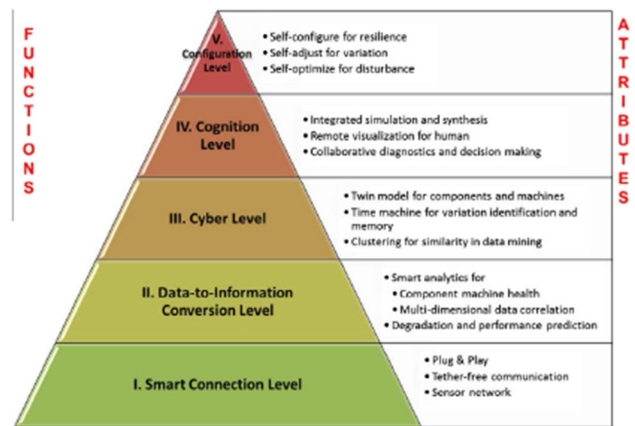 FUNCTIONS
ATTRIBUTES
V.
Configuration
Level
• Self-configure for resilience
• Self-adjust for variation
• Self-optimize for disturbance
IV. Cognition
Level
• Integrated simulation and synthesis
• Remote visualization for human
• Collaborative diagnostics and decision making
III. Cyber Level
• Twin model for components and machines
• Time machine for variation identification and
memory
• Clustering for similarity in data mining
II. Data-to-Information
Conversion Level
• Smart analytics for
• Component machine health
• Multi-dimensional data correlation
• Degradation and performance prediction
I. Smart Connection Level
• Plug & Play
• Tether-free communication
• Sensor network